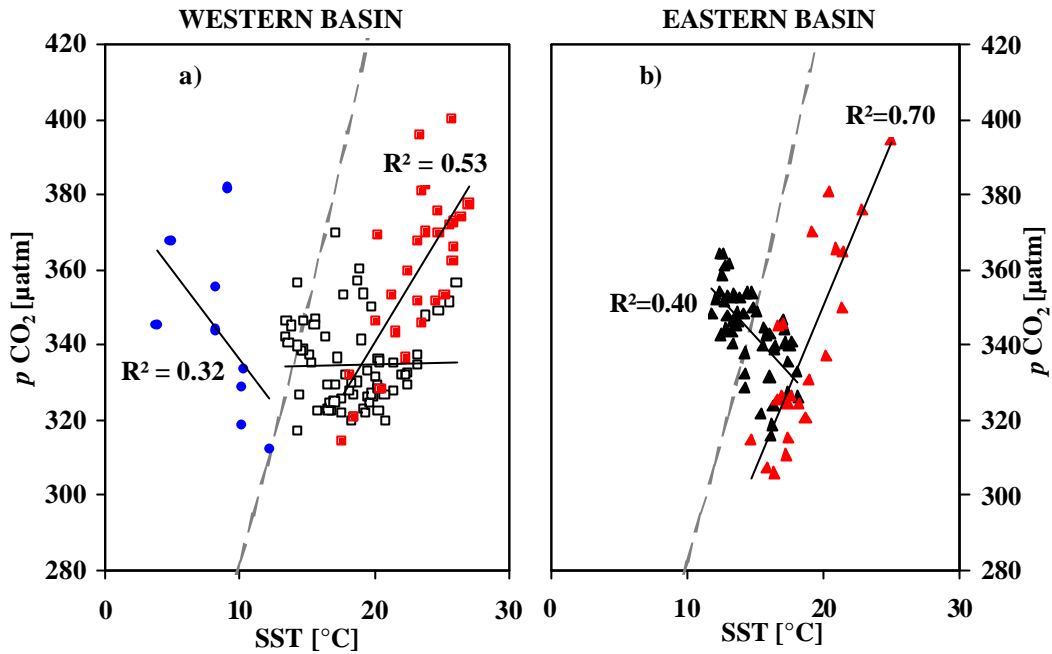 WESTERN BASIN
EASTERN BASIN
420
400
380
360
340
320
300
280
p CO₂ [µatm]
a)
R² = 0.53
R² = 0.32
0
10
20
30
SST [°C]
b)
R²=0.70
R²=0.40
0
10
20
30
SST [°C]
420
400
380
360
340
320
300
280
p CO₂ [µatm]